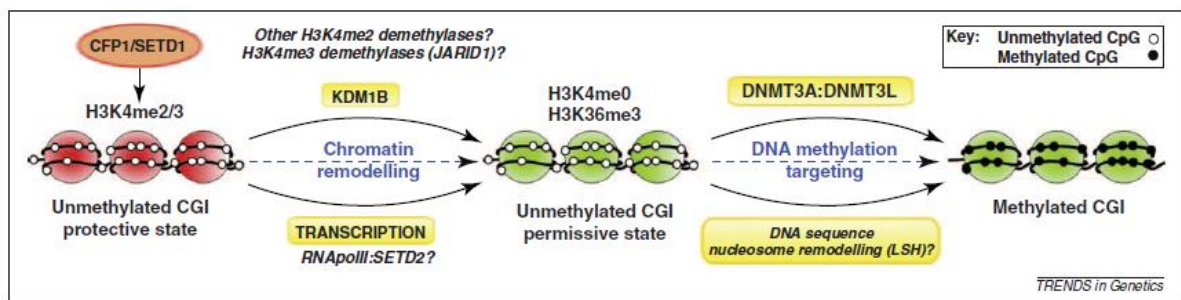 CFP1/SETD1
Other H3K4me2 demethylases?
H3K4me3 demethylases (JARID1)?
Key: Unmethylated CpG
Methylated CpG
H3K4me2/3
KDM1B
H3K4me0
H3K36me3
DNMT3A:DNMT3L
Chromatin
remodelling
DNA methylation
targeting
Unmethylated CGI
protective state
TRANSCRIPTION
RNApolII:SETD2?
Unmethylated CGI
permissive state
DNA sequence
nucleosome remodelling (LSH)?
Methylated CGI
TRENDS in Genetics